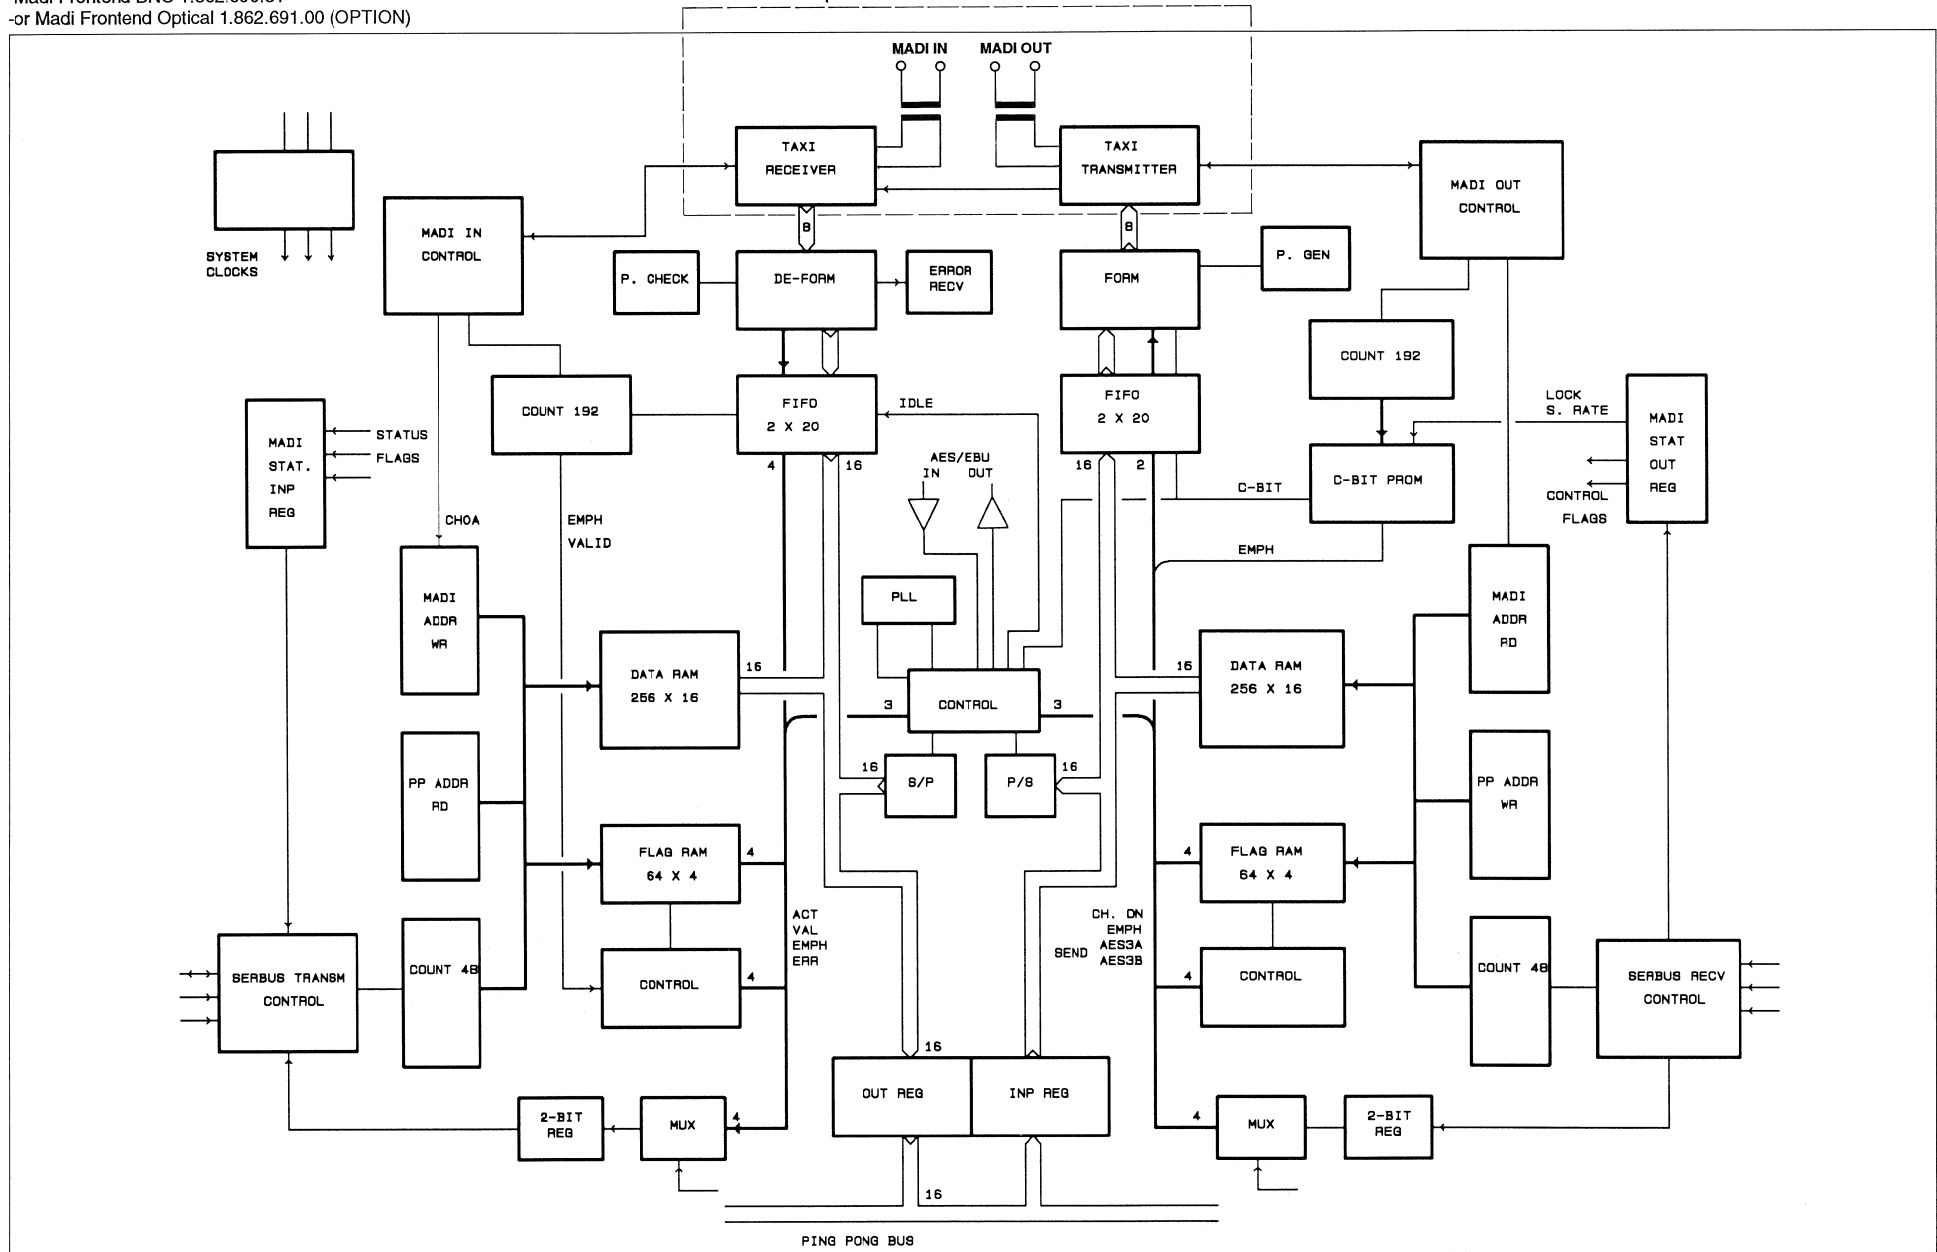 -or Madi Frontend Optical 1.862.691.00 (OPTION)
MADI IN
MADI OUT
TAXI
RECEIVER
TAXI
TRANSMITTER
MADI OUT
CONTROL
SYSTEM
CLOCKS
MADI IN
CONTROL
8
8
P. CHECK
DE-FORM
ERROR
RECV
FORM
P. GEN
COUNT 192
COUNT 192
FIFO
2 X 20
IDLE
FIFO
2 X 20
LOCK
S. RATE
MADI
STAT
OUT
REG
MADI
STAT.
INP
REG
STATUS
FLAGS
4
16
AES/EBU
IN OUT
16
2
C-BIT
C-BIT PROM
CONTROL
FLAGS
CHOA
EMPH
VALID
EMPH
MADI
ADDR
WR
PLL
MADI
ADDR
RD
DATA RAM
256 X 16
16
CONTROL
3
3
16
DATA RAM
256 X 16
PP ADDR
RD
16
S/P
P/S
16
PP ADDR
WR
FLAG RAM
64 X 4
4
4
FLAG RAM
64 X 4
ACT
VAL
EMPH
ERR
CH. ON
EMPH
SEND AES3A
AES3B
SERBUS TRANSM
CONTROL
COUNT 48
CONTROL
4
4
CONTROL
COUNT 48
SERBUS RECV
CONTROL
16
OUT REG
INP REG
2-BIT
REG
MUX
4
4
MUX
2-BIT
REG
16
PING PONG BUS